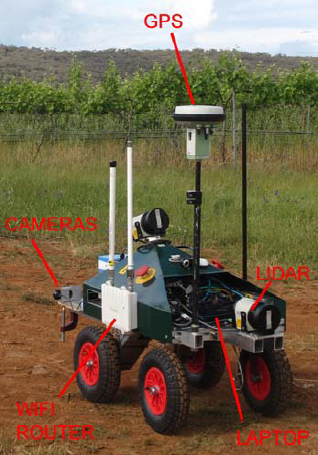 GPS
CAMERAS
LIDAR
WIFI
ROUTER
LAPTOP